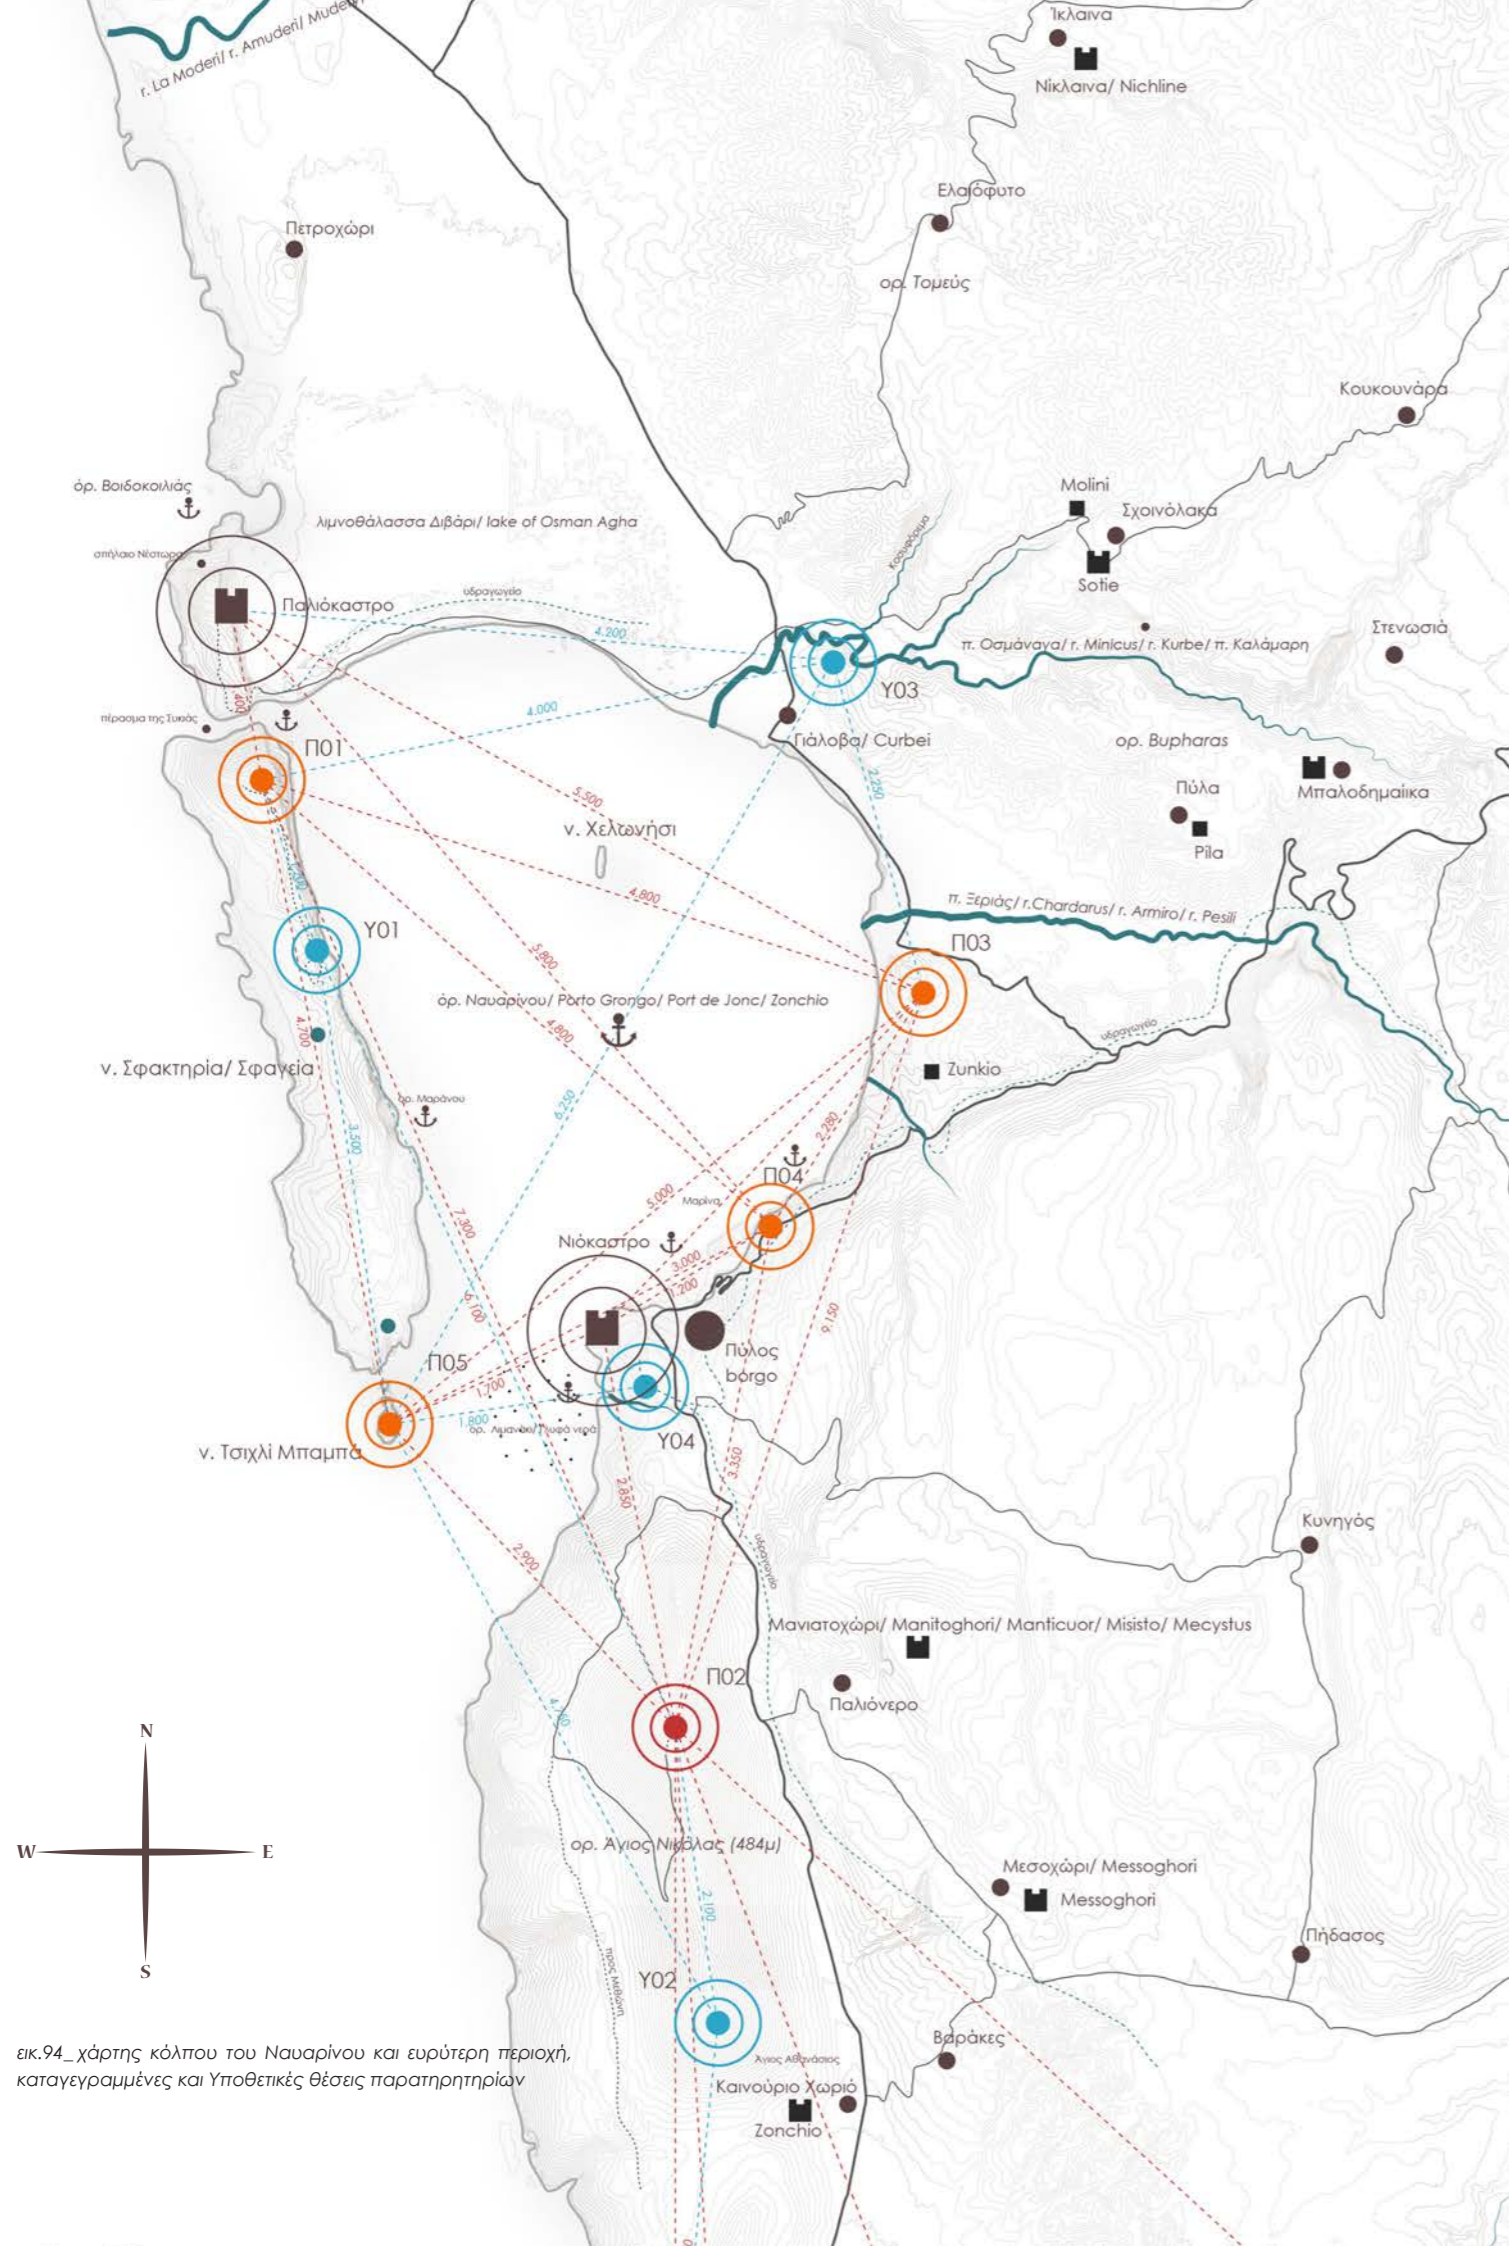 r. La Moderi/ r. Amuderi/
Ίκλαινα
Νίκλαινα/ Nichline
Ελαιόφυτο
Πετροχώρι
ορ. Τομεύς
Κουκουνάρα
όρ. Βοιδοκοιλιάς
Molini
Σχοινόλακα
λιμνοθάλασσα Διβάρι/ lake of Osman Agha
σπήλαιο Νέστωρα
Sotie
υδραγωγείο
Παλιόκαστρο
4.200
Στενωσιά
π. Οσμάναγα/ r. Minicus/ r. Kurbe/ π. Καλάμαρη
Υ03
400
4.000
πέρασμα της Συκιάς
Π01
Γιάλοβα/ Curbei
ορ. Bupharas
2.250
Πύλα
Μπαλοδημαίικα
5.500
ν. Χελωνήσι
Pila
4.800
π. Ξεριάς/ r.Chardarus/ r. Armiro/ r. Pesili
Υ01
Π03
5.800
όρ. Ναυαρίνου/ Porto Grongo/ Port de Jonc/ Zonchio
4.700
4.800
υδραγωγείο
ν. Σφακτηρία/ Σφαγεία
Zunkio
ορ. Μαράνου
6.250
3.500
2.280
Π04
5.000
Μαρίνα
7.300
Νιόκαστρο
3.000
1.200
6.100
9.150
Πύλος
borgo
Π05
1.700
1.800
Υ04
ν. Τσιχλί Μπαμπά
3.350
2.850
Κυνηγός
2.900
υδραγωγείο
Μανιατοχώρι/ Manitoghori/ Manticuor/ Misisto/ Mecystus
Π02
Παλιόνερο
N
W
E
S
ορ. Άγιος Νικόλας (484μ)
Μεσοχώρι/ Messoghori
2.100
Messoghori
Πήδασος
προς Μεθώνη
Υ02
Βαράκες
Άγιος Αθανάσιος
Καινούριο Χωριό
Zonchio
εικ.94_χάρτης κόλπου του Ναυαρίνου και ευρύτερη περιοχή,
καταγεγραμμένες και Υποθετικές θέσεις παρατηρητηρίων